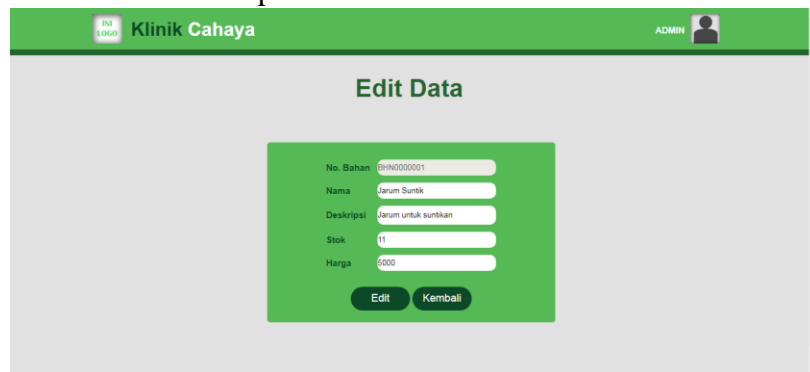 INI
LOGO
Klinik Cahaya
ADMIN
Edit Data
No. Bahan BHN0000001
Nama Jarum Suntik
Deskripsi Jarum untuk suntikan
Stok 11
Harga 5000
Edit Kembali